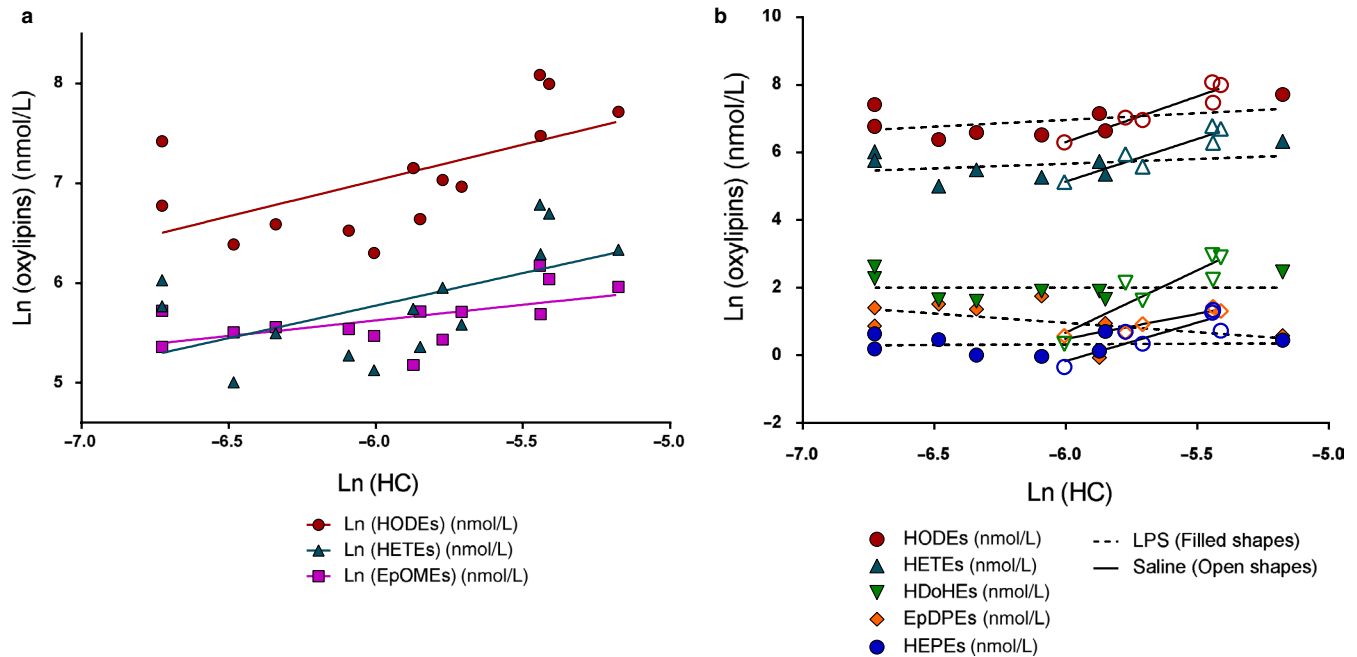 a
Ln (oxylipins) (nmol/L)
8
7
6
5
−7.0
−6.5
−6.0
−5.5
−5.0
Ln (HC)
Ln (HODEs) (nmol/L)
Ln (HETEs) (nmol/L)
Ln (EpOMEs) (nmol/L)
b
Ln (oxylipins) (nmol/L)
10
8
6
4
2
0
−2
−7.0
−6.5
−6.0
−5.5
−5.0
Ln (HC)
HODEs (nmol/L)
HETEs (nmol/L)
HDoHEs (nmol/L)
EpDPEs (nmol/L)
HEPEs (nmol/L)
LPS (Filled shapes)
Saline (Open shapes)